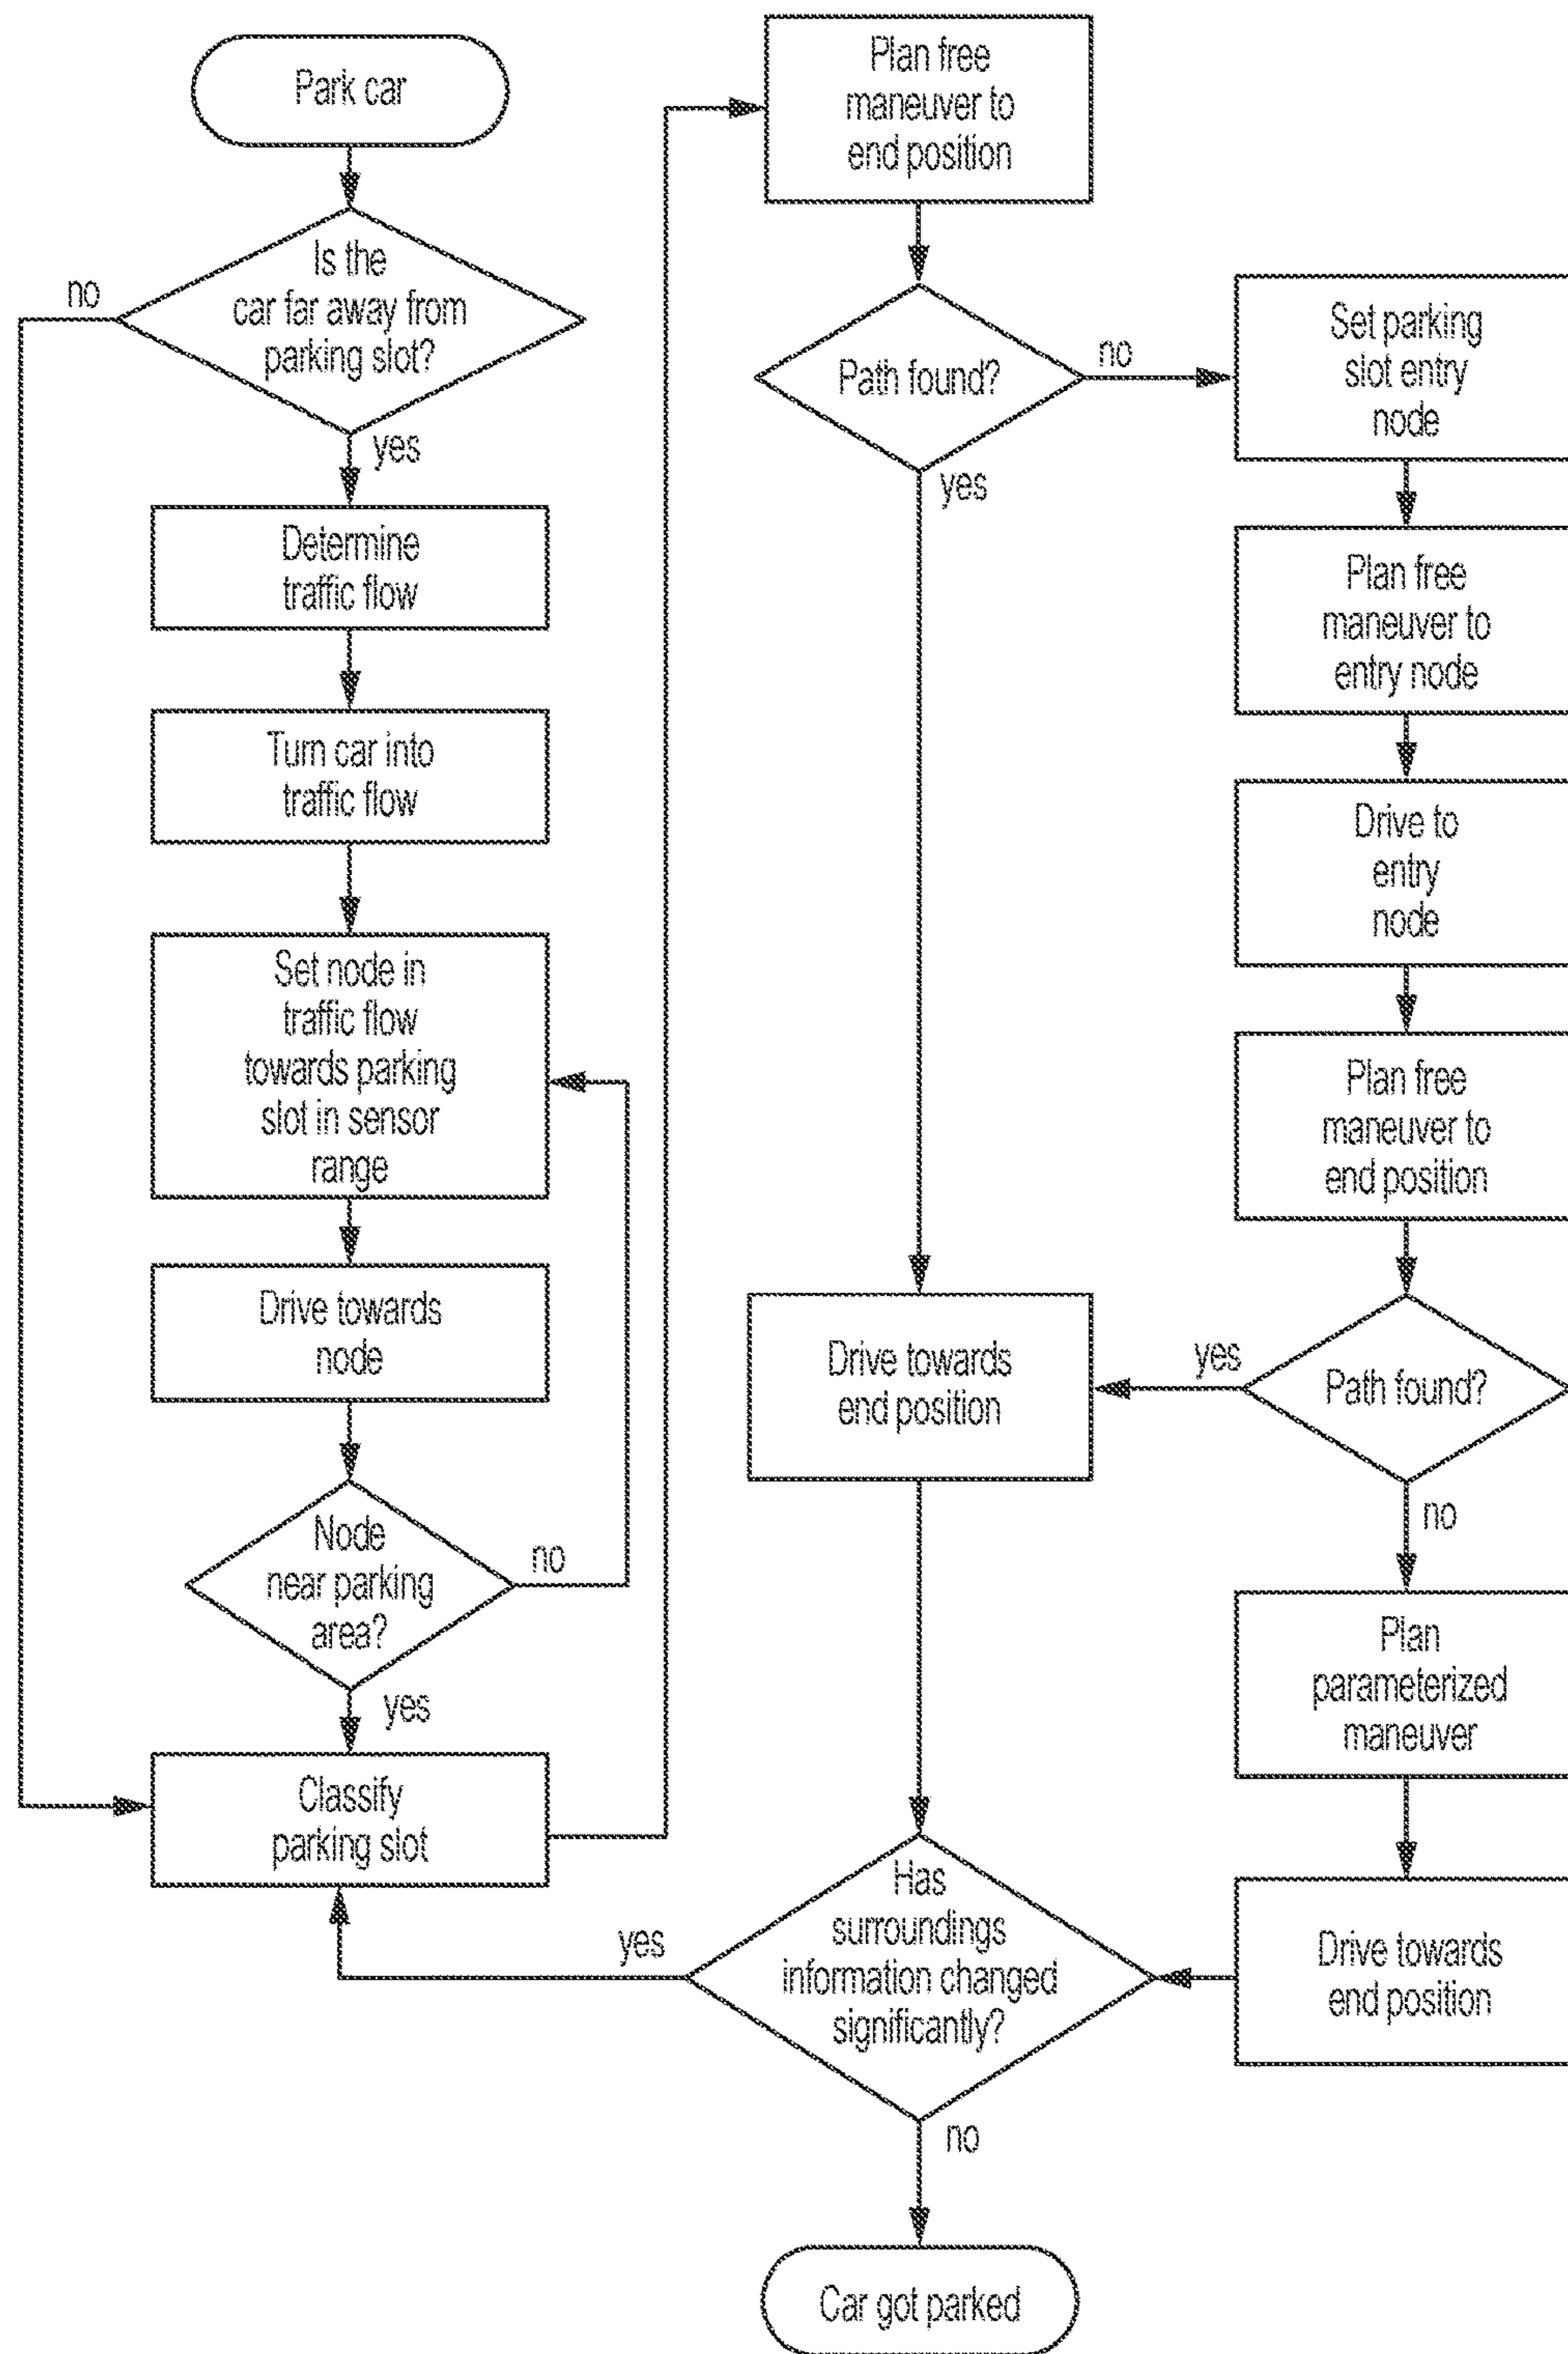 Park car
Is the
car far away from
parking slot?
no
yes
Determine
traffic flow
Turn car into
traffic flow
Set node in
traffic flow
towards parking
slot in sensor
range
Drive towards
node
Node
near parking
area?
no
yes
Classify
parking slot
Plan free
maneuver to
end position
Path found?
no
yes
Drive towards
end position
Has
surroundings
information changed
significantly?
yes
no
Car got parked
Set parking
slot entry
node
Plan free
maneuver to
entry node
Drive to
entry
node
Plan free
maneuver to
end position
Path found?
yes
no
Plan
parameterized
maneuver
Drive towards
end position